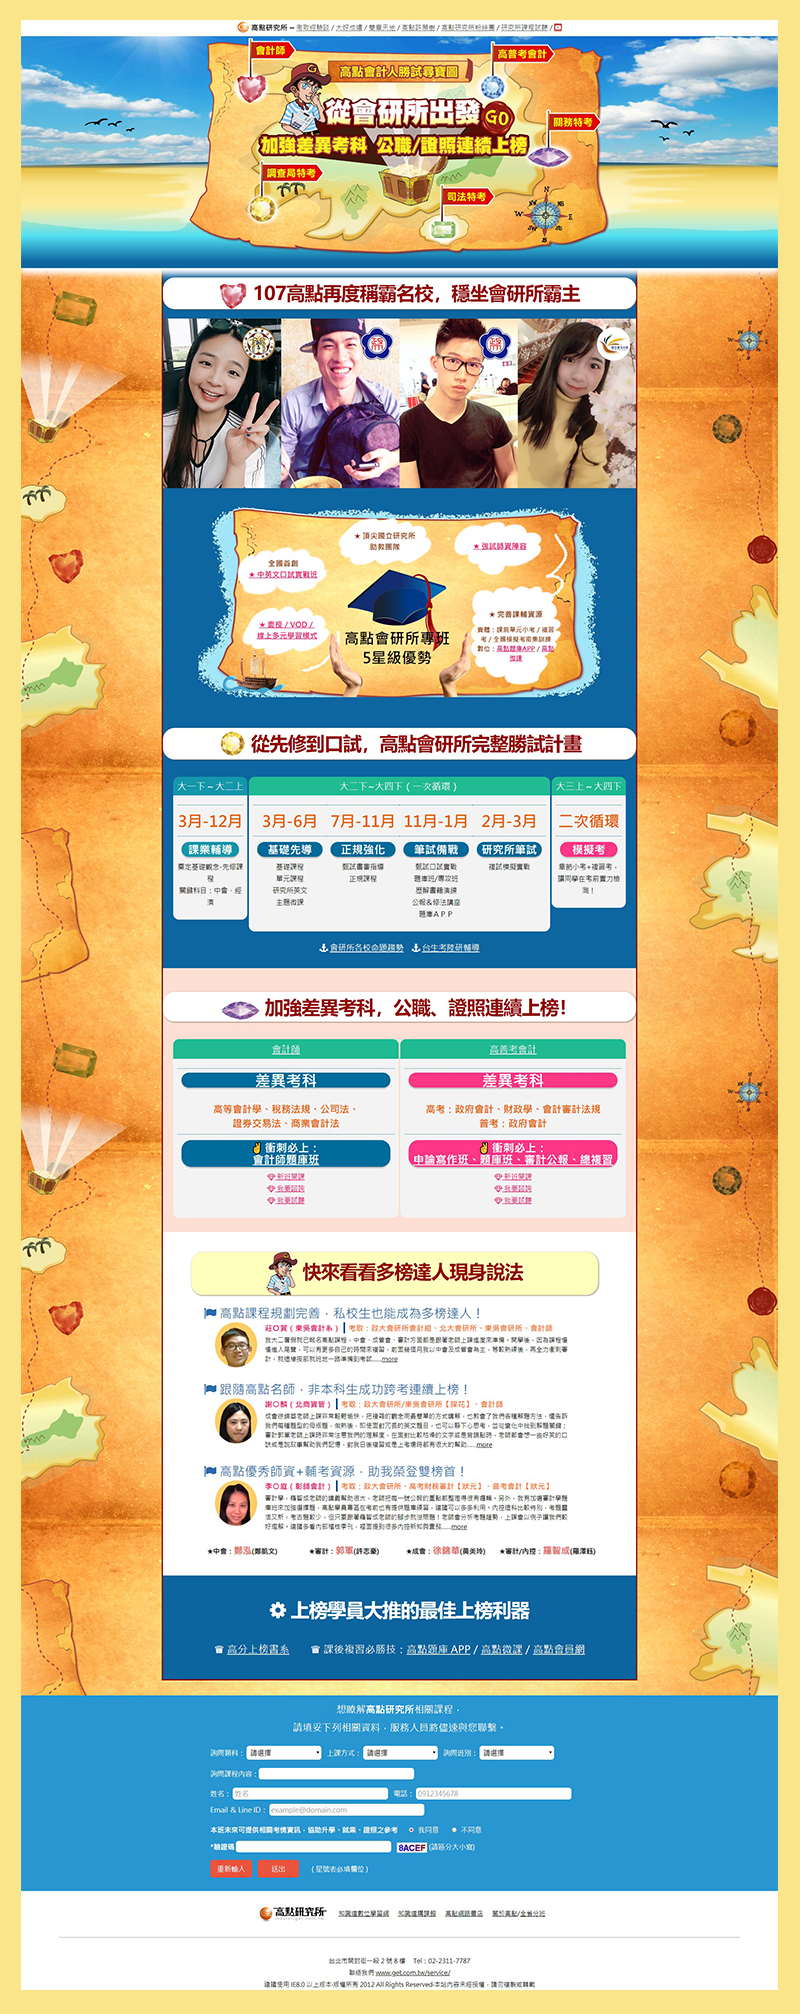 高點研究所 – 考取經驗談 / 大好成績 / 雙龍天地 / 高點許願樹 / 高點研究所粉絲團 / 研究所課程試聽 /
會計師
高普考會計
高點會計人勝試尋寶圖
從會研所出發 GO
關務特考
加強差異考科 公職/證照連續上榜
調查局特考
司法特考
107高點再度稱霸名校，穩坐會研所霸主
★ 頂尖國立研究所
助教團隊
★ 強試師資陣容
全國首創
★ 中英文口試實戰班
★ 面授 / VOD /
線上多元學習模式
高點會研所專班
5星級優勢
★ 完善課輔資源
實體：課前單元小考 / 複習
考 / 全國模擬考密集訓練
數位：高點題庫APP / 高點
微課
從先修到口試，高點會研所完整勝試計畫
大一下 ~ 大二上
大二下~大四下（一次循環）
大三上 ~ 大四下
3月-12月
3月-6月 7月-11月 11月-1月 2月-3月
二次循環
課業輔導
基礎先導 正規強化 筆試備戰 研究所筆試
模擬考
奠定基礎觀念-先修課
程
關鍵科目：中會、經
濟
基礎課程
單元課程
研究所英文
主題微課
甄試書審指導
正規課程
甄試口試實戰
題庫班/專攻班
歷解書籍演練
公報&修法講座
題庫ＡＰＰ
複試模擬實戰
章節小考+複習考，
讓同學在考前實力檢
測！
會研所各校命題趨勢 台生考陸研輔導
加強差異考科，公職、證照連續上榜!
會計師
高普考會計
差異考科
差異考科
高等會計學、稅務法規、公司法、
證券交易法、商業會計法
高考：政府會計、財政學、會計審計法規
普考：政府會計
衝刺必上：
會計師題庫班
衝刺必上：
申論寫作班、題庫班、審計公報、總複習
新班開課
我要諮詢
我要試聽
新班開課
我要諮詢
我要試聽
快來看看多榜達人現身說法
高點課程規劃完善，私校生也能成為多榜達人！
莊O賀（東吳會計系） 考取：政大會研所會計組、北大會研所、東吳會研所、會計師
more
跟隨高點名師，非本科生成功跨考連續上榜！
謝O麟（北商資管） 考取：政大會研所/東吳會研所【探花】、會計師
more
高點優秀師資+輔考資源，助我榮登雙榜首！
李O庭（彰師會計） 考取：政大會研所、高考財務審計【狀元】、普考會計【狀元】
more
★中會：鄭泓(鄭凱文) ★審計：郭軍(許志豪) ★成會：徐錦華(黃美玲) ★審計/內控：羅智成(羅澤鈺)
上榜學員大推的最佳上榜利器
高分上榜書系 課後複習必勝技：高點題庫 APP / 高點微課 / 高點會員網
想瞭解高點研究所相關課程，
請填妥下列相關資料，服務人員將儘速與您聯繫。
詢問類科： 請選擇 上課方式： 請選擇 詢問班別： 請選擇
詢問課程內容：
姓名： 姓名 電話： 0912345678
Email & Line ID： example@domain.com
本班未來可提供相關考情資訊，協助升學、就業、證照之參考 我同意 不同意
*驗證碼 8ACEF (請區分大小寫)
重新輸入 送出 （星號表必填欄位）
高點研究所 知識達數位學習網 知識達購課館 高點網路書店 關於高點/全省分班
台北市開封街一段 2 號 8 樓 Tel：02-2311-7787
聯絡我們 www.get.com.tw/service/
建議使用 IE8.0 以上版本‧版權所有 2012 All Rights Reserved‧本站內容未經授權，請勿複製或轉載